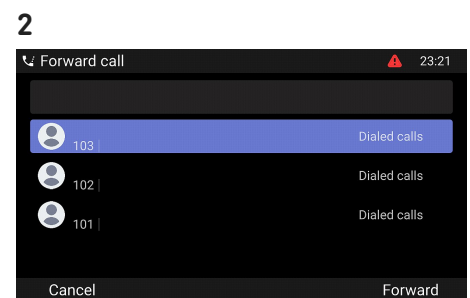 2
Forward call 23:21
Dialed calls
103 |
Dialed calls
102 |
Dialed calls
101 |
Cancel Forward